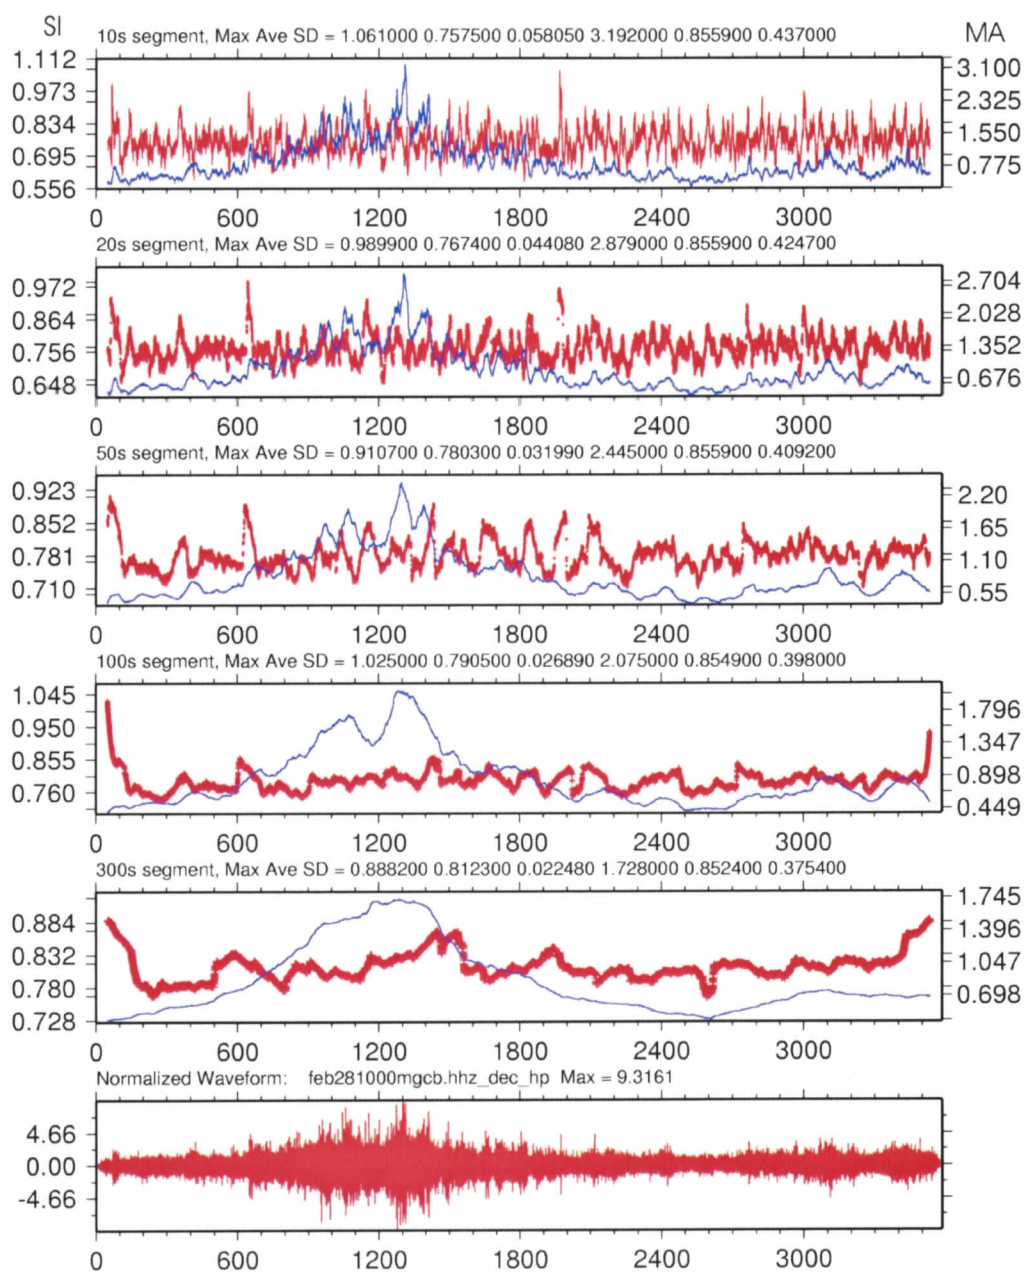 SI MA
10s segment, Max Ave SD = 1.061000 0.757500 0.058050 3.192000 0.855900 0.437000
1.112 3.100
0.973 2.325
0.834 1.550
0.695 0.775
0.556
0 600 1200 1800 2400 3000
20s segment, Max Ave SD = 0.989900 0.767400 0.044080 2.879000 0.855900 0.424700
0.972 2.704
0.864 2.028
0.756 1.352
0.648 0.676
0 600 1200 1800 2400 3000
50s segment, Max Ave SD = 0.910700 0.780300 0.031990 2.445000 0.855900 0.409200
0.923 2.20
0.852 1.65
0.781 1.10
0.710 0.55
0 600 1200 1800 2400 3000
100s segment, Max Ave SD = 1.025000 0.790500 0.026890 2.075000 0.854900 0.398000
1.045 1.796
0.950 1.347
0.855 0.898
0.760 0.449
0 600 1200 1800 2400 3000
300s segment, Max Ave SD = 0.888200 0.812300 0.022480 1.728000 0.852400 0.375400
1.745
0.884 1.396
0.832 1.047
0.780 0.698
0.728
0 600 1200 1800 2400 3000
Normalized Waveform: feb281000mgcb.hhz_dec_hp Max = 9.3161
4.66
0.00
-4.66
0 600 1200 1800 2400 3000